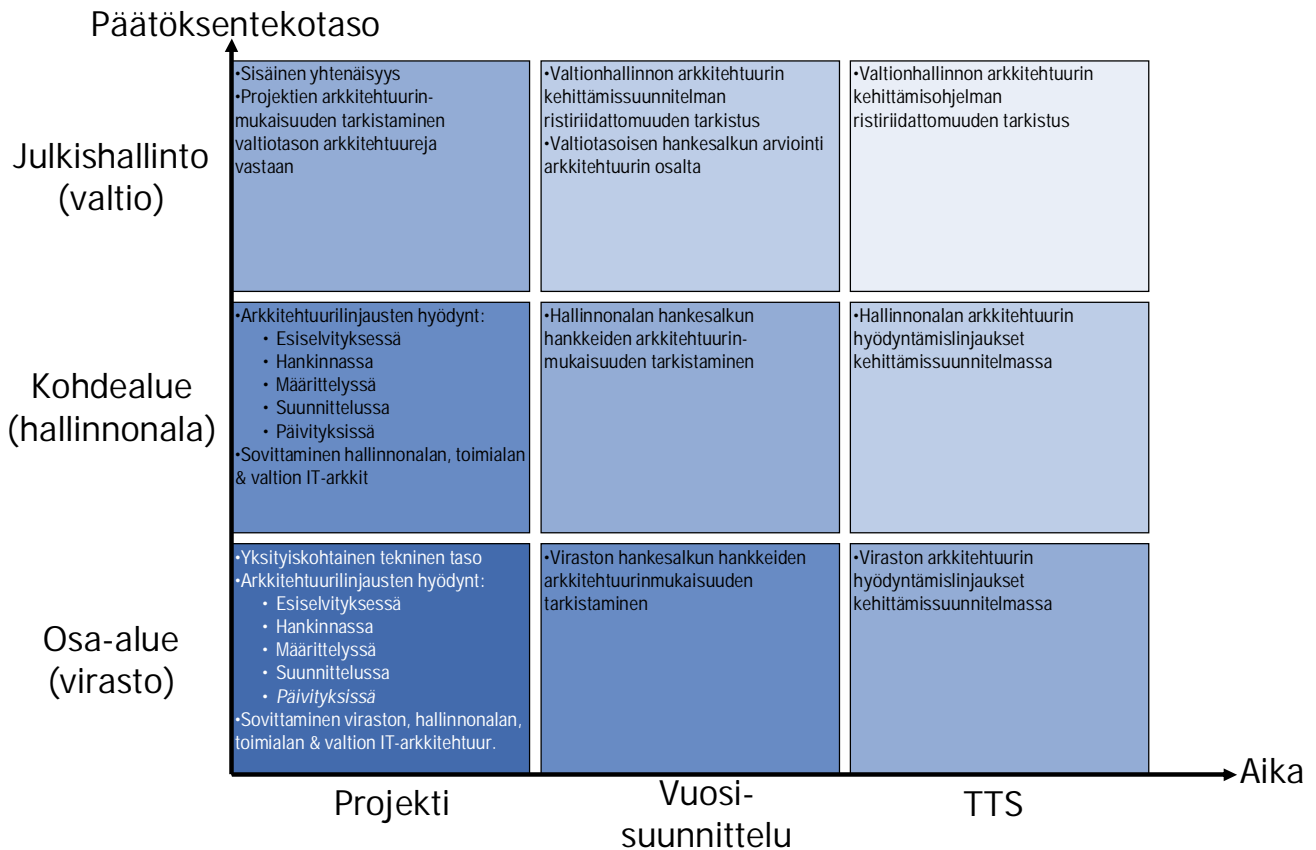 Päätöksentekotaso
Julkishallinto
(valtio)
•Sisäinen yhtenäisyys
•Projektien arkkitehtuurin-
mukaisuuden tarkistaminen
valtiotason arkkitehtuureja
vastaan
•Valtionhallinnon arkkitehtuurin
kehittämissuunnitelman
ristiriidattomuuden tarkistus
•Valtiotasoisen hankesalkun arviointi
arkkitehtuurin osalta
•Valtionhallinnon arkkitehtuurin
kehittämisohjelman
ristiriidattomuuden tarkistus
Kohdealue
(hallinnonala)
•Arkkitehtuurilinjausten hyödynt:
• Esiselvityksessä
• Hankinnassa
• Määrittelyssä
• Suunnittelussa
• Päivityksissä
•Sovittaminen hallinnonalan, toimialan
& valtion IT-arkkit
•Hallinnonalan hankesalkun
hankkeiden arkkitehtuurin-
mukaisuuden tarkistaminen
•Hallinnonalan arkkitehtuurin
hyödyntämislinjaukset
kehittämissuunnitelmassa
Osa-alue
(virasto)
•Yksityiskohtainen tekninen taso
•Arkkitehtuurilinjausten hyödynt:
• Esiselvityksessä
• Hankinnassa
• Määrittelyssä
• Suunnittelussa
• Päivityksissä
•Sovittaminen viraston, hallinnonalan,
toimialan & valtion IT-arkkitehtuur.
•Viraston hankesalkun hankkeiden
arkkitehtuurinmukaisuuden
tarkistaminen
•Viraston arkkitehtuurin
hyödyntämislinjaukset
kehittämissuunnitelmassa
Aika
Projekti
Vuosi-
suunnittelu
TTS